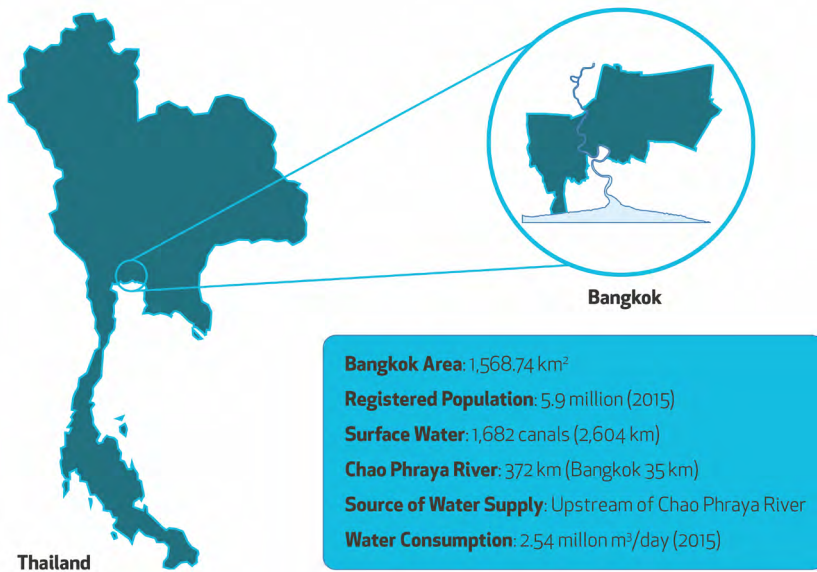 Bangkok
Bangkok Area: 1,568.74 km²
Registered Population: 5.9 million (2015)
Surface Water: 1,682 canals (2,604 km)
Chao Phraya River: 372 km (Bangkok 35 km)
Source of Water Supply: Upstream of Chao Phraya River
Water Consumption: 2.54 millon m³/day (2015)
Thailand